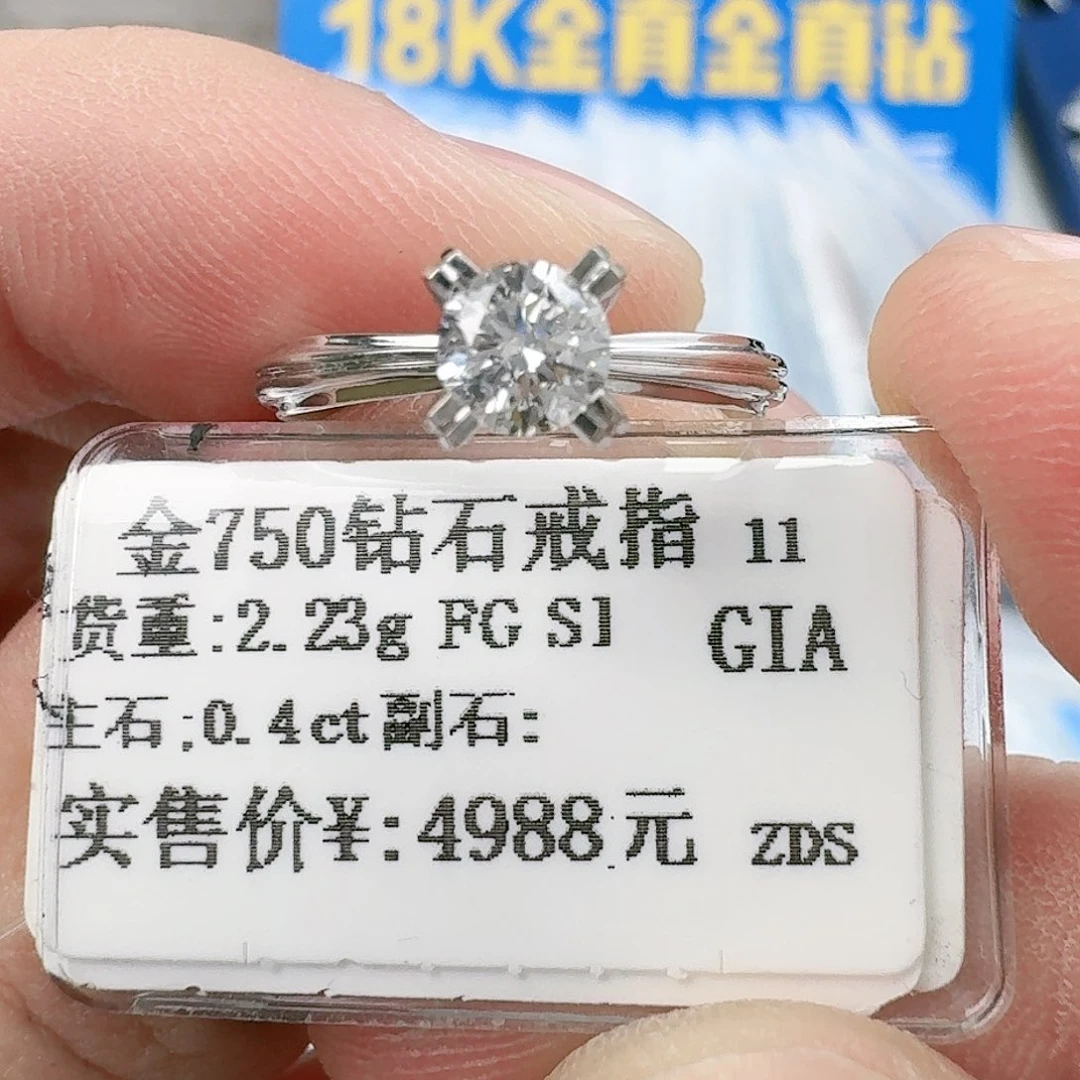 18K金真金真钻
金750钻石戒指 11
货重:2.23g FG SI GIA
主石:0.4ct副石:
实售价¥:4988元 ZDS